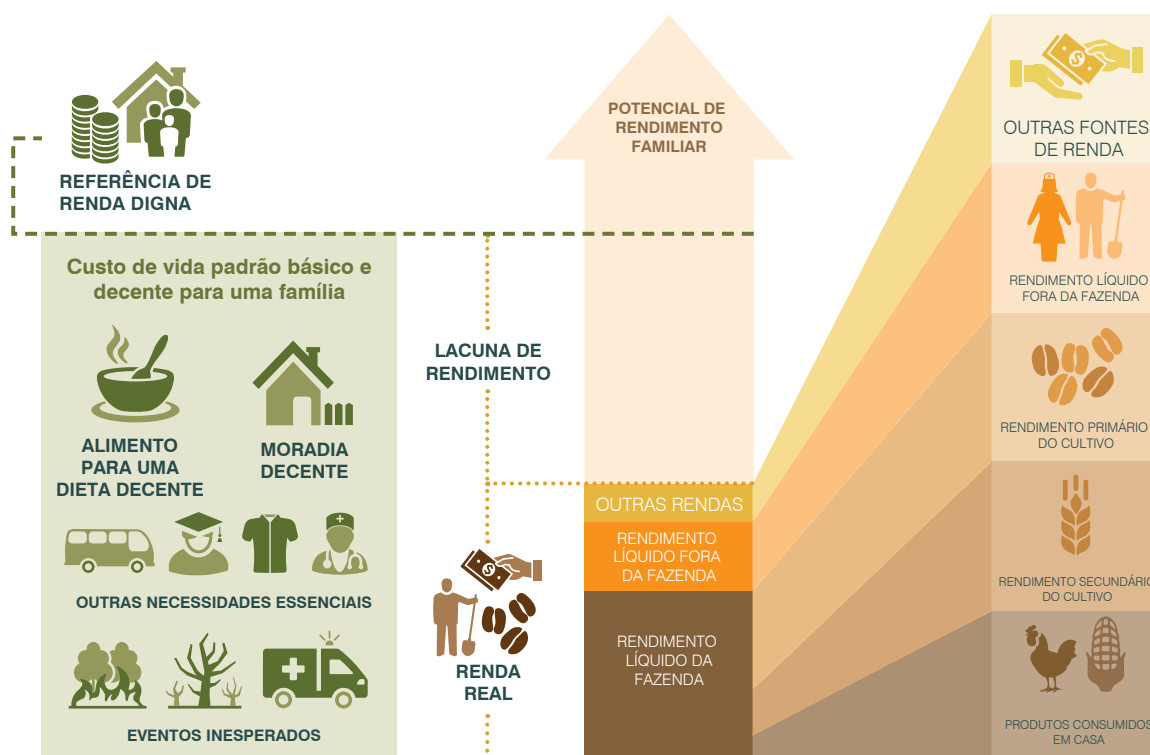 REFERÊNCIA DE
RENDA DIGNA
Custo de vida padrão básico e
decente para uma família
ALIMENTO
PARA UMA
DIETA DECENTE
MORADIA
DECENTE
OUTRAS NECESSIDADES ESSENCIAIS
EVENTOS INESPERADOS
LACUNA DE
RENDIMENTO
$
RENDA
REAL
POTENCIAL DE
RENDIMENTO
FAMILIAR
OUTRAS RENDAS
RENDIMENTO
LÍQUIDO FORA
DA FAZENDA
RENDIMENTO
LÍQUIDO DA
FAZENDA
$
OUTRAS FONTES
DE RENDA
RENDIMENTO LÍQUIDO
FORA DA FAZENDA
RENDIMENTO PRIMÁRIO
DO CULTIVO
RENDIMENTO SECUNDÁRIO
DO CULTIVO
PRODUTOS CONSUMIDOS
EM CASA